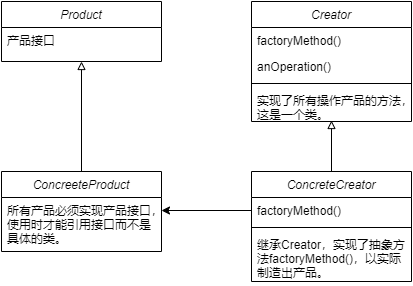 Product
产品接口
Creator
factoryMethod()
anOperation()
实现了所有操作产品的方法，
这是一个类。
ConcreeteProduct
所有产品必须实现产品接口，
使用时才能引用接口而不是
具体的类。
ConcreteCreator
factoryMethod()
继承Creator，实现了抽象方
法factoryMethod()，以实际
制造出产品。